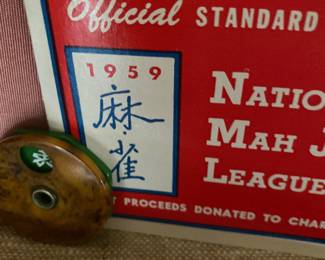 Official STANDARD
1959
麻雀
NATIO
MAH J
LEAGUE
T PROCEEDS DONATED TO CHAR